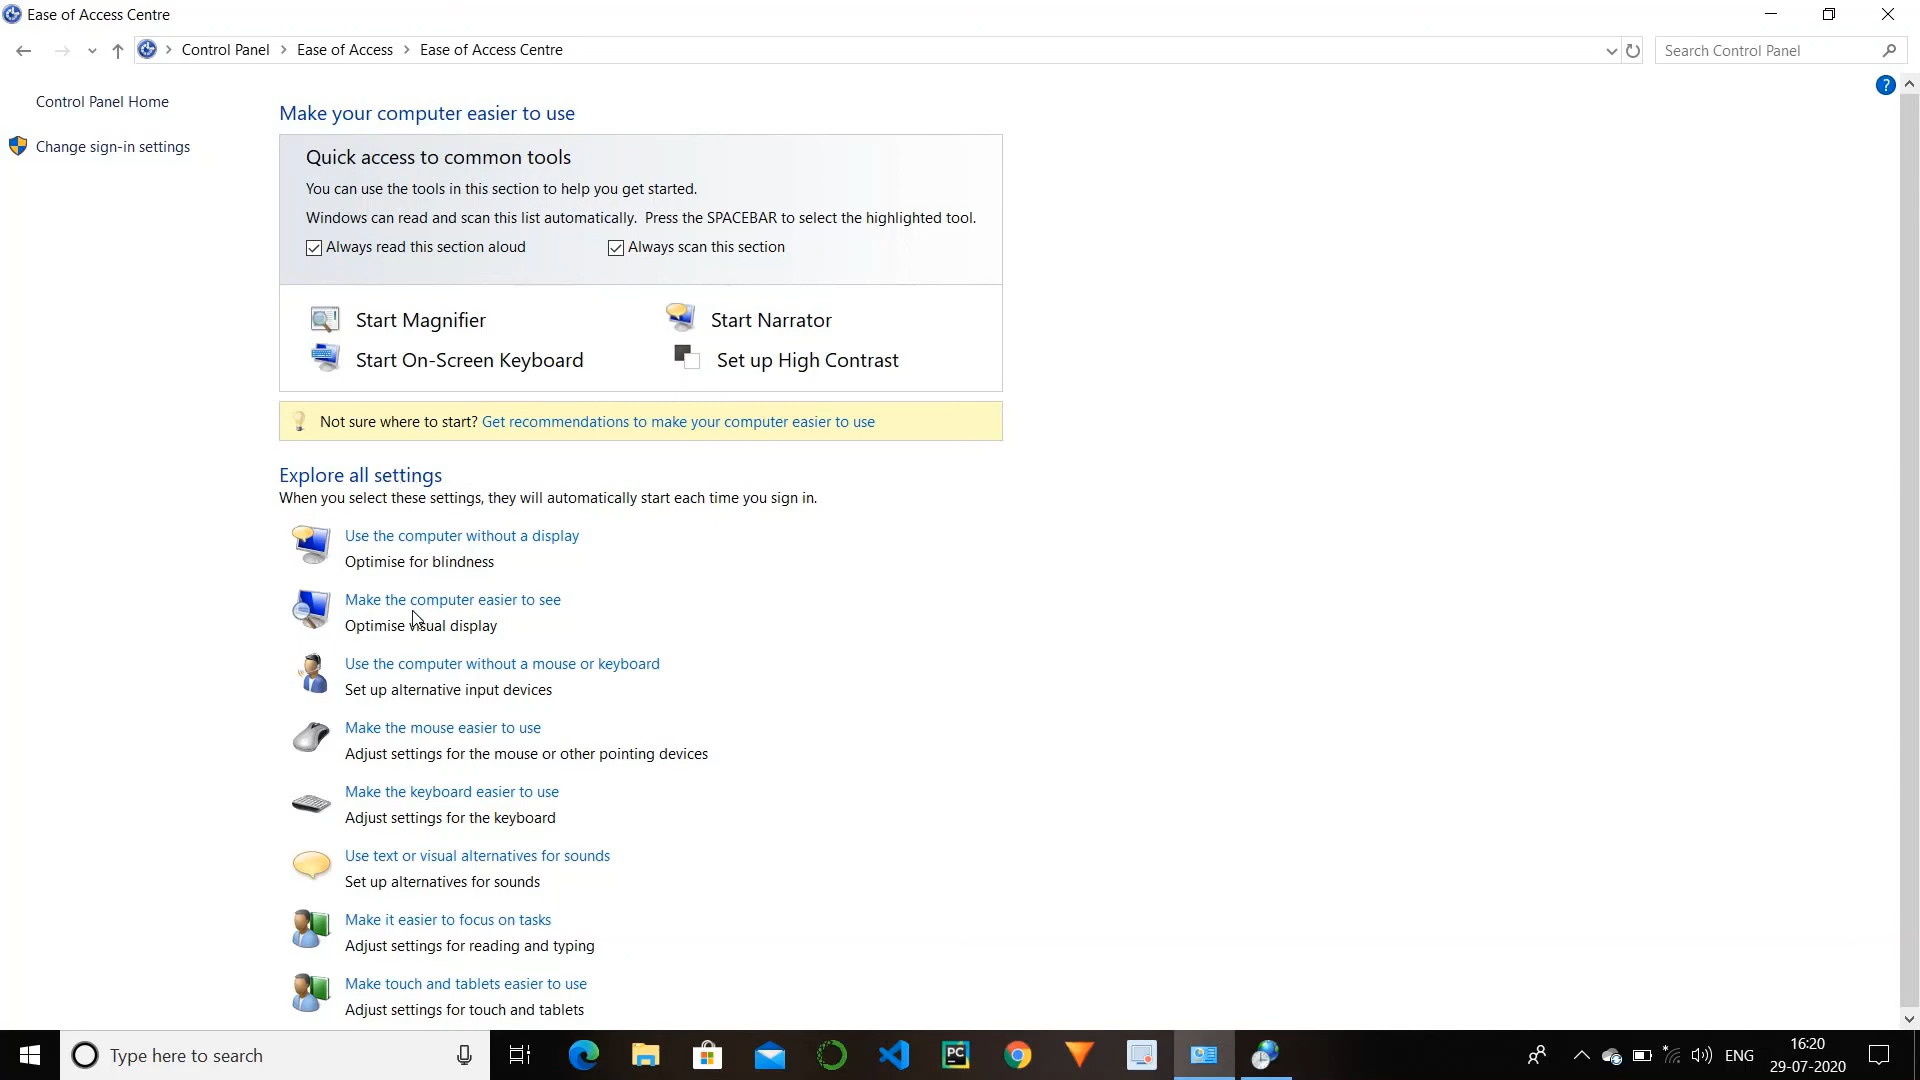 Ease of Access Centre
Control Panel > Ease of Access > Ease of Access Centre
Search Control Panel
?
Control Panel Home
Change sign-in settings
Make your computer easier to use
Quick access to common tools
You can use the tools in this section to help you get started.
Windows can read and scan this list automatically.  Press the SPACEBAR to select the highlighted tool.
Always read this section aloud
Always scan this section
Start Magnifier
Start Narrator
Start On-Screen Keyboard
Set up High Contrast
Not sure where to start? Get recommendations to make your computer easier to use
Explore all settings
When you select these settings, they will automatically start each time you sign in.
Use the computer without a display
Optimise for blindness
Make the computer easier to see
Optimise visual display
Use the computer without a mouse or keyboard
Set up alternative input devices
Make the mouse easier to use
Adjust settings for the mouse or other pointing devices
Make the keyboard easier to use
Adjust settings for the keyboard
Use text or visual alternatives for sounds
Set up alternatives for sounds
Make it easier to focus on tasks
Adjust settings for reading and typing
Make touch and tablets easier to use
Adjust settings for touch and tablets
Type here to search
PC
ENG
16:20
29-07-2020